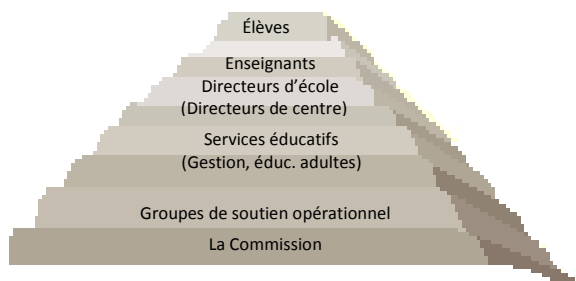 Élèves
Enseignants
Directeurs d’école
(Directeurs de centre)
Services éducatifs
(Gestion, éduc. adultes)
Groupes de soutien opérationnel
La Commission